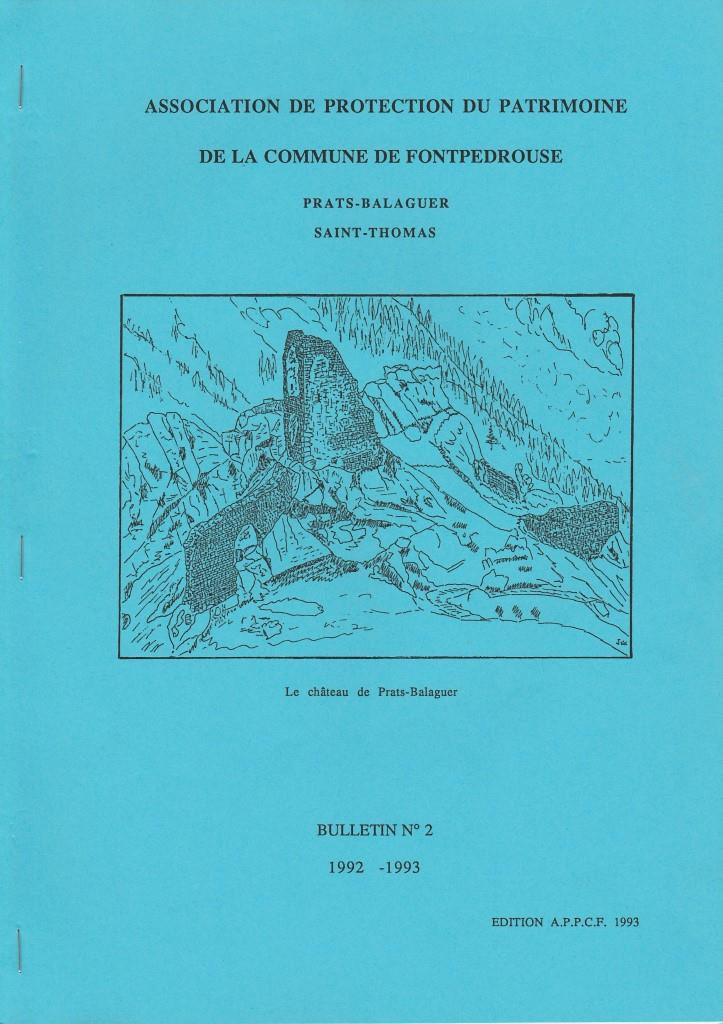 ASSOCIATION DE PROTECTION DU PATRIMOINE
DE LA COMMUNE DE FONTPEDROUSE
PRATS-BALAGUER
SAINT-THOMAS
Le château de Prats-Balaguer
BULLETIN N° 2
1992 -1993
EDITION A.P.P.C.F. 1993